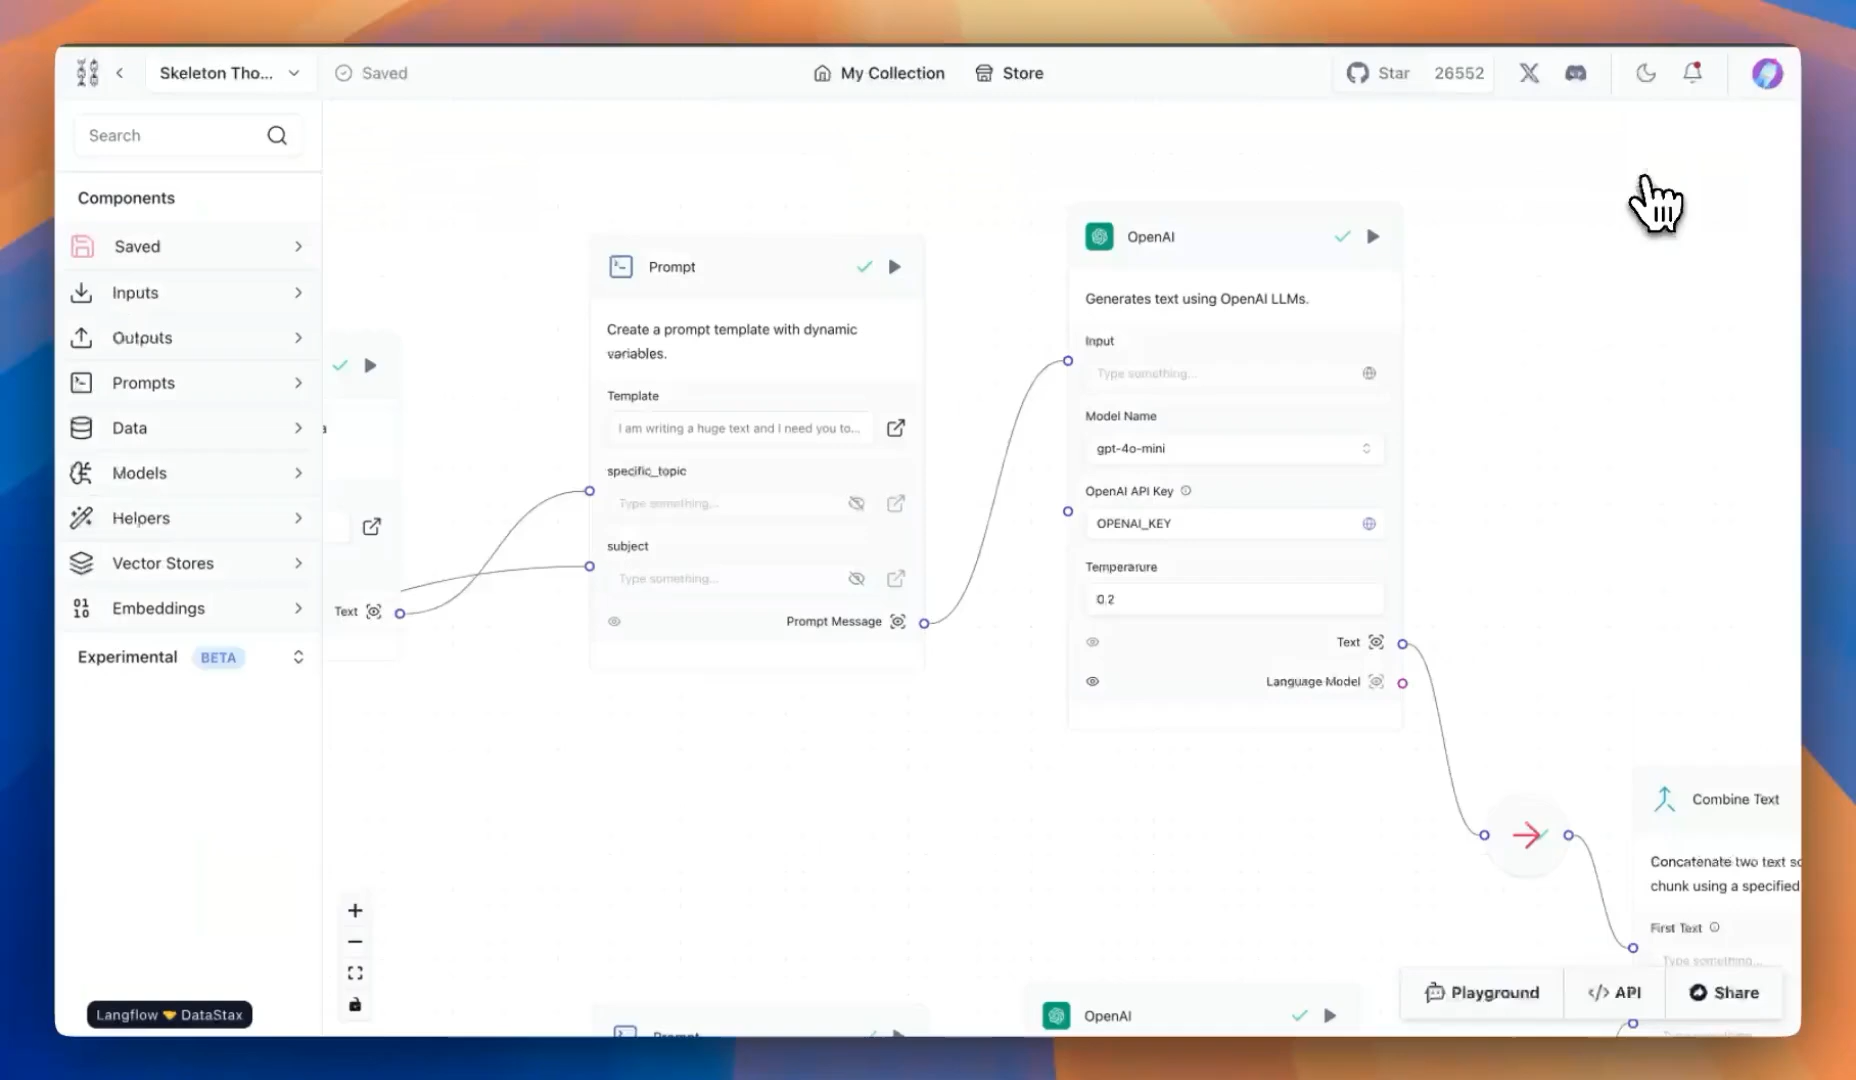 Skeleton Tho...
Saved
My Collection
Store
Star 26552
Search
Components
Saved
Inputs
Outputs
Prompts
Data
Models
Helpers
Vector Stores
Embeddings
Experimental BETA
Langflow DataStax
a
Text
Prompt
Create a prompt template with dynamic
variables.
Template
I am writing a huge text and I need you to...
specific_topic
Type something...
subject
Type something...
Prompt Message
OpenAI
Generates text using OpenAI LLMs.
Input
Type something...
Model Name
gpt-4o-mini
OpenAI API Key
OPENAI_KEY
Temperature
0.2
Text
Language Model
Combine Text
Concatenate two text so
chunk using a specified
First Text
Type something...
Prompt
OpenAI
Playground
</> API
Share